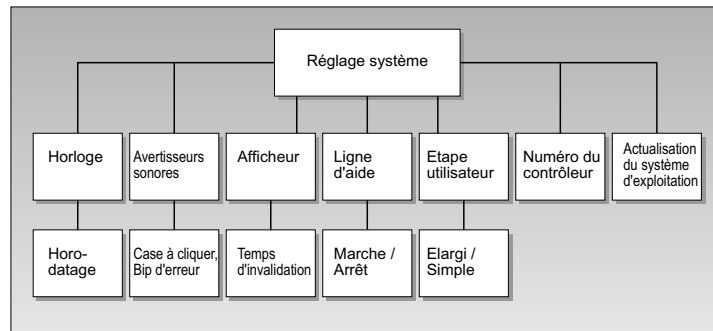 Réglage système
Horloge
Avertisseurs
sonores
Afficheur
Ligne
d'aide
Etape
utilisateur
Numéro du
contrôleur
Actualisation
du système
d'exploitation
Horo-
datage
Case à cliquer,
Bip d'erreur
Temps
d'invalidation
Marche /
Arrêt
Elargi /
Simple